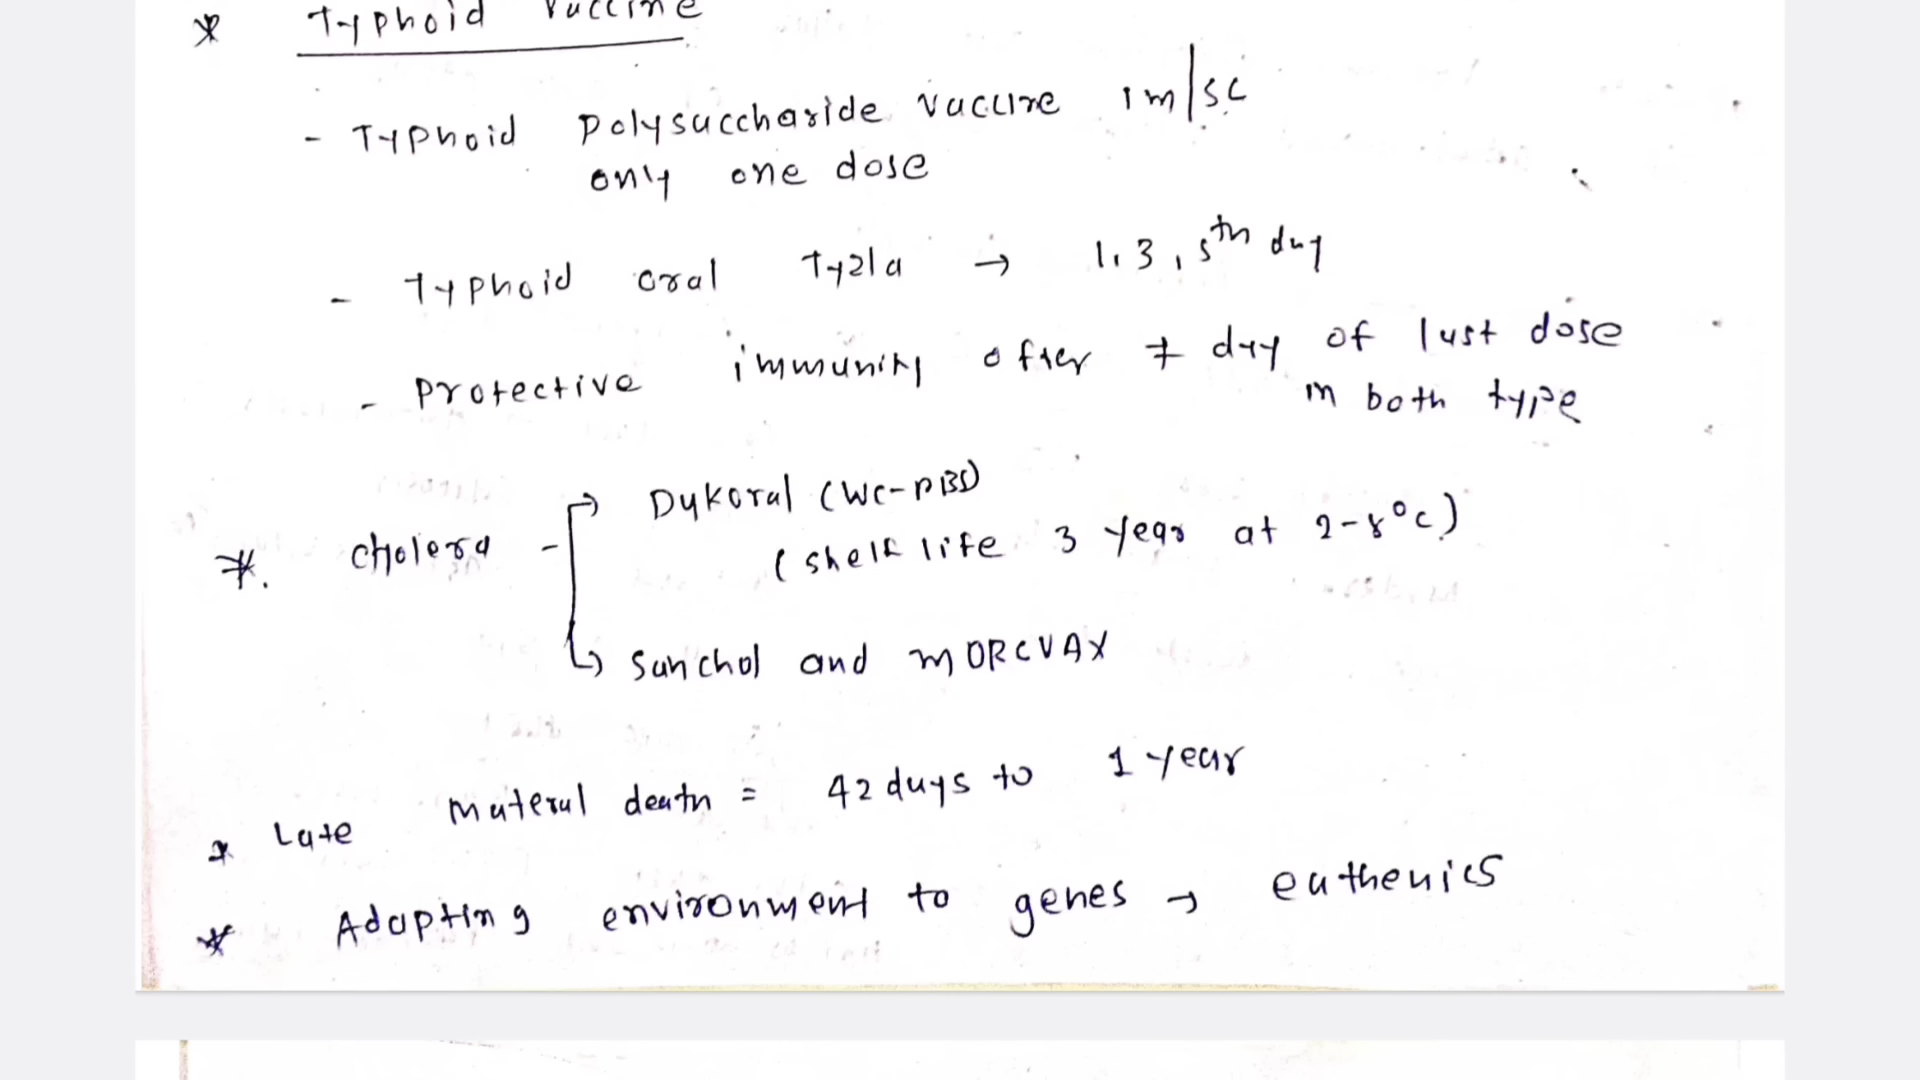 * Typhoid vaccine
- Typhoid polysaccharide vaccine IM/SC
only one dose
- Typhoid oral Ty21a → 1, 3, 5th day
- Protective immunity after 7 day of last dose
in both type
* Cholera → Dukoral (WC-rBS)
(shelf life 3 years at 2-8°C)
→ Sanchol and mORCVAX
* Late maternal death = 42 days to 1 year
* Adapting environment to genes → euthenics